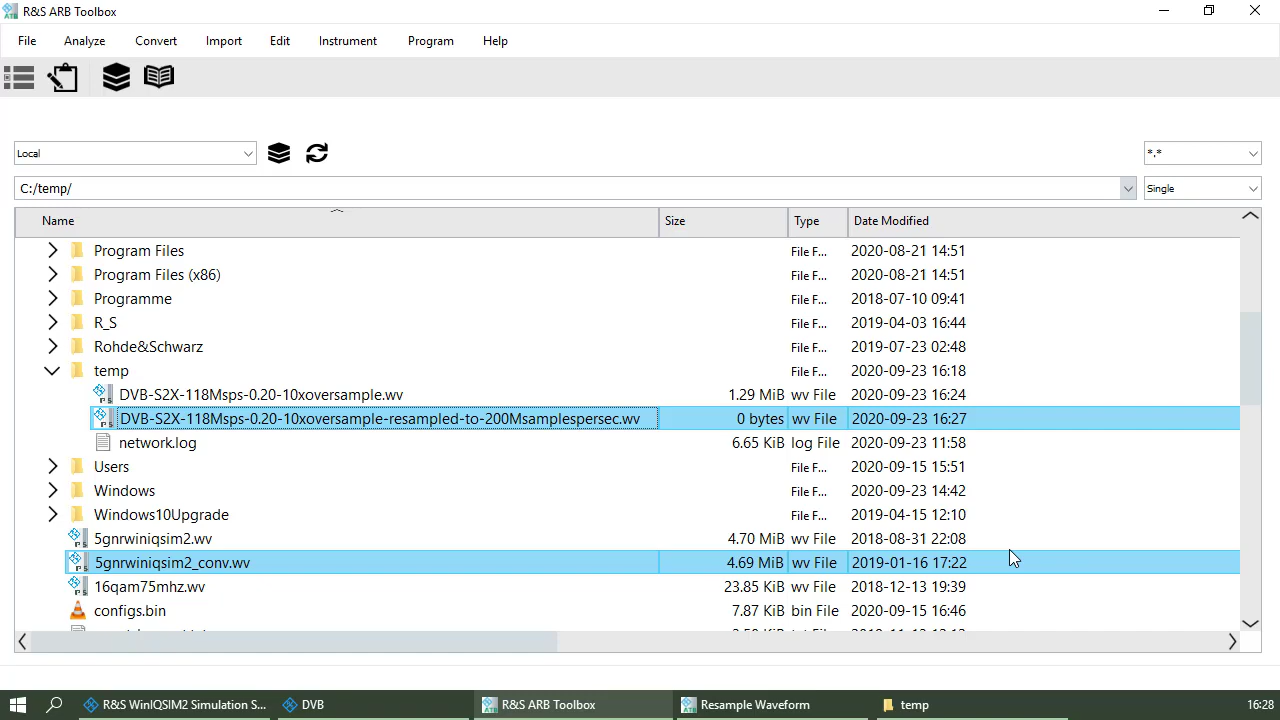 R&S ARB Toolbox
File Analyze Convert Import Edit Instrument Program Help
Local *.*
C:/temp/ Single
Name Size Type Date Modified
Program Files File F... 2020-08-21 14:51
Program Files (x86) File F... 2020-08-21 14:51
Programme File F... 2018-07-10 09:41
R_S File F... 2019-04-03 16:44
Rohde&Schwarz File F... 2019-07-23 02:48
temp File F... 2020-09-23 16:18
DVB-S2X-118Msps-0.20-10xoversample.wv 1.29 MiB wv File 2020-09-23 16:24
DVB-S2X-118Msps-0.20-10xoversample-resampled-to-200Msamplespersec.wv 0 bytes wv File 2020-09-23 16:27
network.log 6.65 KiB log File 2020-09-23 11:58
Users File F... 2020-09-15 15:51
Windows File F... 2020-09-23 14:42
Windows10Upgrade File F... 2019-04-15 12:10
5gnrwiniqsim2.wv 4.70 MiB wv File 2018-08-31 22:08
5gnrwiniqsim2_conv.wv 4.69 MiB wv File 2019-01-16 17:22
16qam75mhz.wv 23.85 KiB wv File 2018-12-13 19:39
configs.bin 7.87 KiB bin File 2020-09-15 16:46
R&S WinIQSIM2 Simulation S... DVB R&S ARB Toolbox Resample Waveform temp 16:28